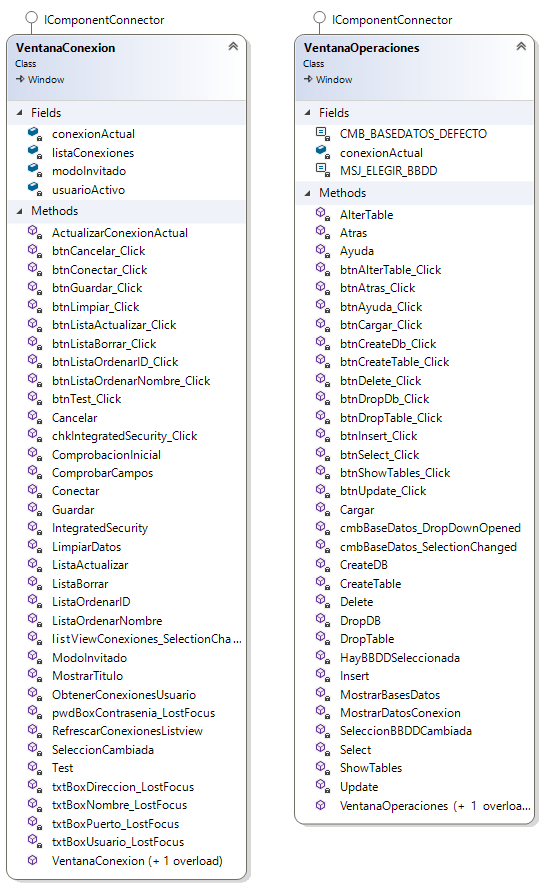 IComponentConnector
VentanaConexion
Class
Window
Fields
conexionActual
listaConexiones
modoInvitado
usuarioActivo
Methods
ActualizarConexionActual
btnCancelar_Click
btnConectar_Click
btnGuardar_Click
btnLimpiar_Click
btnListaActualizar_Click
btnListaBorrar_Click
btnListaOrdenarID_Click
btnListaOrdenarNombre_Click
btnTest_Click
Cancelar
chkIntegratedSecurity_Click
ComprobacionInicial
ComprobarCampos
Conectar
Guardar
IntegratedSecurity
LimpiarDatos
ListaActualizar
ListaBorrar
ListaOrdenarID
ListaOrdenarNombre
listViewConexiones_SelectionCha...
ModoInvitado
MostrarTitulo
ObtenerConexionesUsuario
pwdBoxContrasenia_LostFocus
RefrescarConexionesListview
SeleccionCambiada
Test
txtBoxDireccion_LostFocus
txtBoxNombre_LostFocus
txtBoxPuerto_LostFocus
txtBoxUsuario_LostFocus
VentanaConexion (+ 1 overload)
IComponentConnector
VentanaOperaciones
Class
Window
Fields
CMB_BASEDATOS_DEFECTO
conexionActual
MSJ_ELEGIR_BBDD
Methods
AlterTable
Atras
Ayuda
btnAlterTable_Click
btnAtras_Click
btnAyuda_Click
btnCargar_Click
btnCreateDb_Click
btnCreateTable_Click
btnDelete_Click
btnDropDb_Click
btnDropTable_Click
btnInsert_Click
btnSelect_Click
btnShowTables_Click
btnUpdate_Click
Cargar
cmbBaseDatos_DropDownOpened
cmbBaseDatos_SelectionChanged
CreateDB
CreateTable
Delete
DropDB
DropTable
HayBBDDSeleccionada
Insert
MostrarBasesDatos
MostrarDatosConexion
SeleccionBBDDCambiada
Select
ShowTables
Update
VentanaOperaciones (+ 1 overloa...